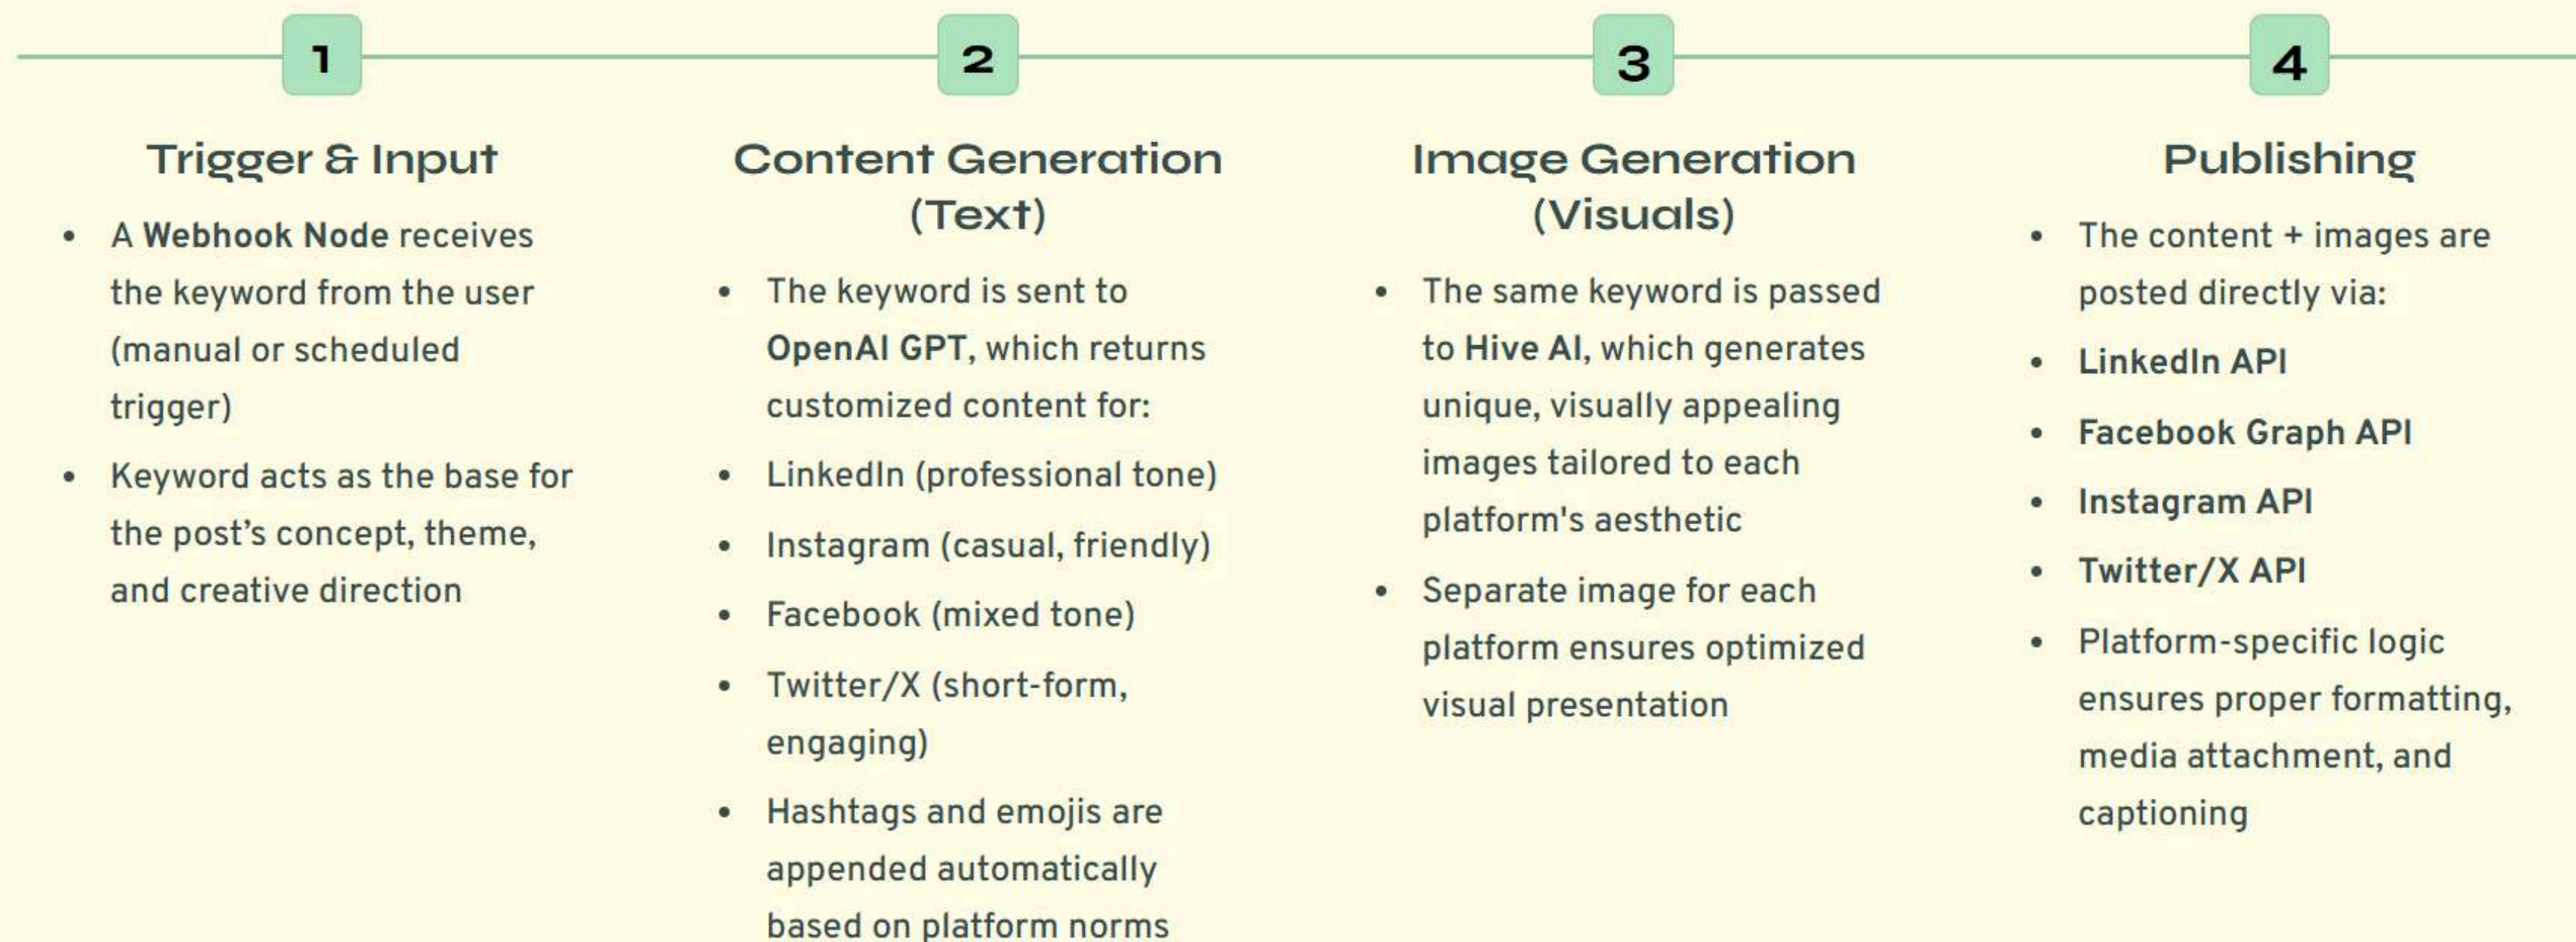 1
Trigger & Input
• A Webhook Node receives
the keyword from the user
(manual or scheduled
trigger)
• Keyword acts as the base for
the post’s concept, theme,
and creative direction
2
Content Generation
(Text)
• The keyword is sent to
OpenAI GPT, which returns
customized content for:
• LinkedIn (professional tone)
• Instagram (casual, friendly)
• Facebook (mixed tone)
• Twitter/X (short-form,
engaging)
• Hashtags and emojis are
appended automatically
based on platform norms
3
Image Generation
(Visuals)
• The same keyword is passed
to Hive AI, which generates
unique, visually appealing
images tailored to each
platform's aesthetic
• Separate image for each
platform ensures optimized
visual presentation
4
Publishing
• The content + images are
posted directly via:
• LinkedIn API
• Facebook Graph API
• Instagram API
• Twitter/X API
• Platform-specific logic
ensures proper formatting,
media attachment, and
captioning